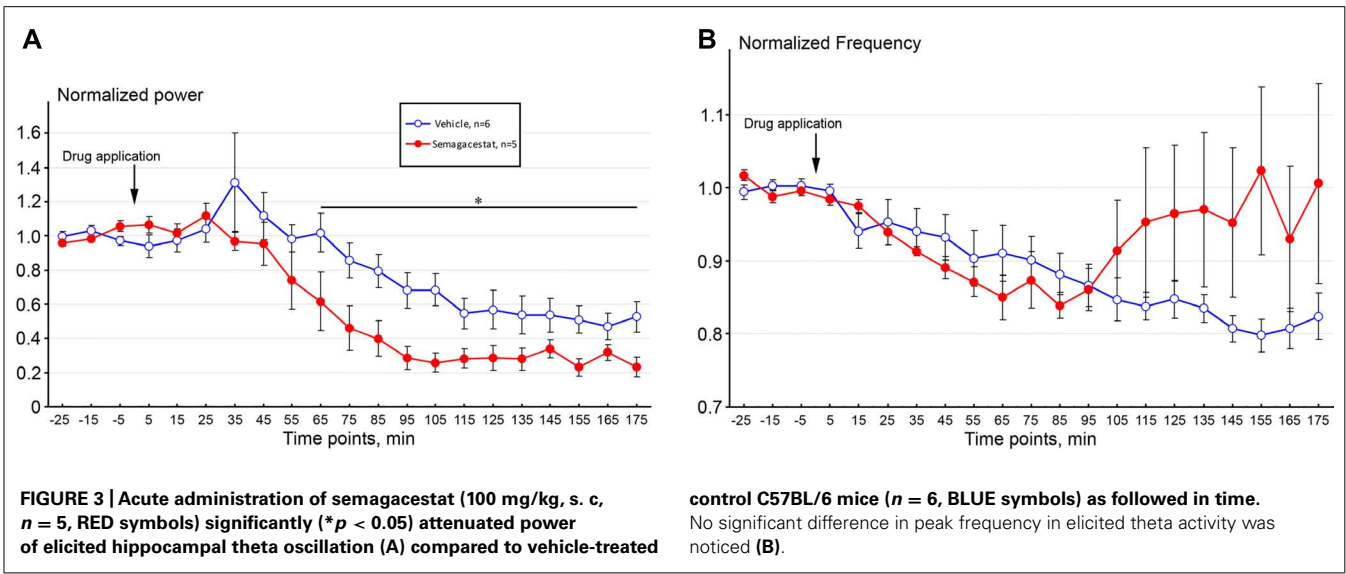 A
Normalized power
1.6
1.4
1.2
1.0
0.8
0.6
0.4
0.2
0
Drug application
Vehicle, n=6
Semagacestat, n=5
*
-25 -15 -5 5 15 25 35 45 55 65 75 85 95 105 115 125 135 145 155 165 175
Time points, min
B
Normalized Frequency
1.1
1.0
0.9
0.8
0.7
Drug application
-25 -15 -5 5 15 25 35 45 55 65 75 85 95 105 115 125 135 145 155 165 175
Time points, min
FIGURE 3 | Acute administration of semagacestat (100 mg/kg, s. c,
n = 5, RED symbols) significantly (*p < 0.05) attenuated power
of elicited hippocampal theta oscillation (A) compared to vehicle-treated
control C57BL/6 mice (n = 6, BLUE symbols) as followed in time.
No significant difference in peak frequency in elicited theta activity was
noticed (B).